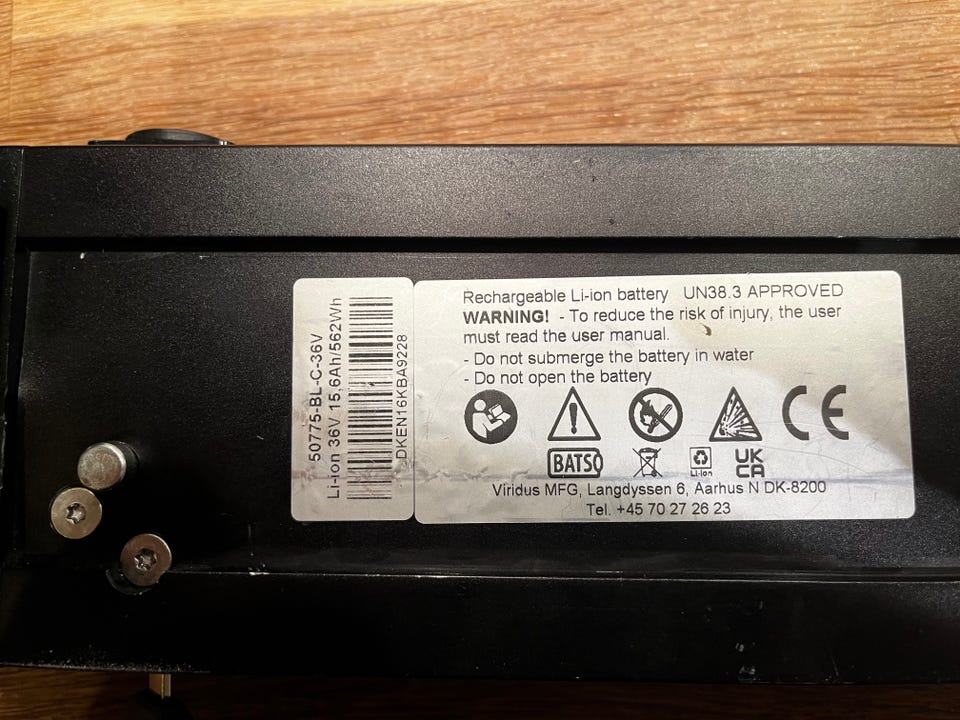 50775-BL-C-36V
Li-ion 36V 15,6Ah/562Wh
DKEN16KBA9228
Rechargeable Li-ion battery UN38.3 APPROVED
WARNING! - To reduce the risk of injury, the user
must read the user manual.
- Do not submerge the battery in water
- Do not open the battery
CE
BATSO
Li-ion
UK
CA
Viridus MFG, Langdyssen 6, Aarhus N DK-8200
Tel. +45 70 27 26 23